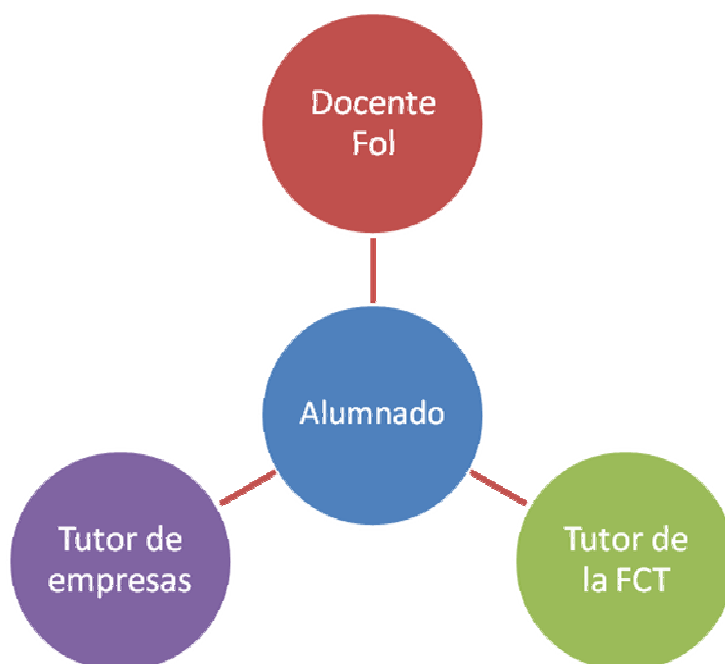 Docente
Fol
Alumnado
Tutor de
empresas
Tutor de
la FCT